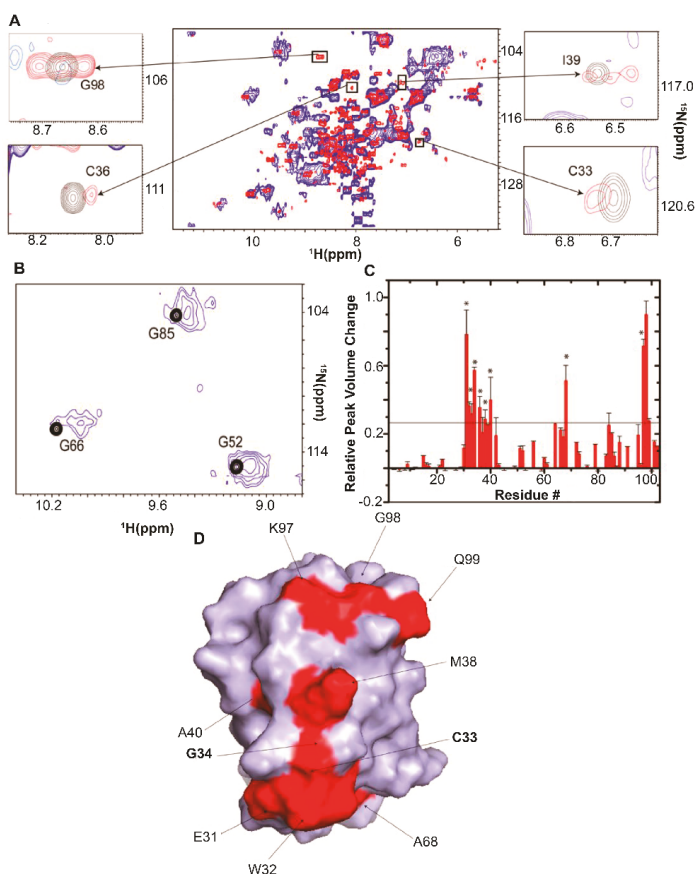 A
G98
8.7
8.6
106
C36
8.2
8.0
111
104
116
128
10
8
6
¹H(ppm)
I39
6.6
6.5
117.0
¹⁵N(ppm)
C33
6.8
6.7
120.6
B
G85
G66
G52
104
114
¹⁵N(ppm)
10.2
9.6
9.0
¹H(ppm)
C
Relative Peak Volume Change
1.0
0.6
0.2
0
-0.2
* * * * * * * *
0
20
40
60
80
100
Residue #
D
K97
G98
Q99
M38
A40
G34
C33
E31
W32
A68